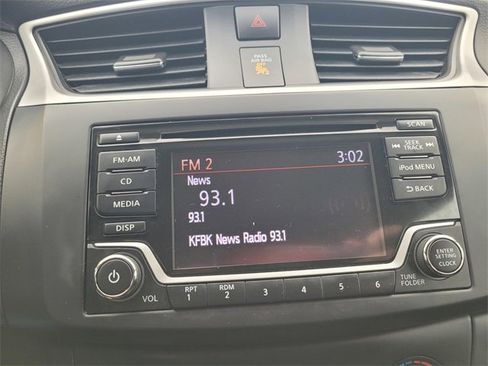 PASS
AIR BAG
SCAN
FM-AM
CD
MEDIA
DISP
VOL
FM 2
3:02
News
93.1
93.1
KFBK News Radio 93.1
SEEK
TRACK
iPod MENU
BACK
ENTER
SETTING
CLOCK
TUNE
FOLDER
RPT
1
RDM
2
3
4
5
6